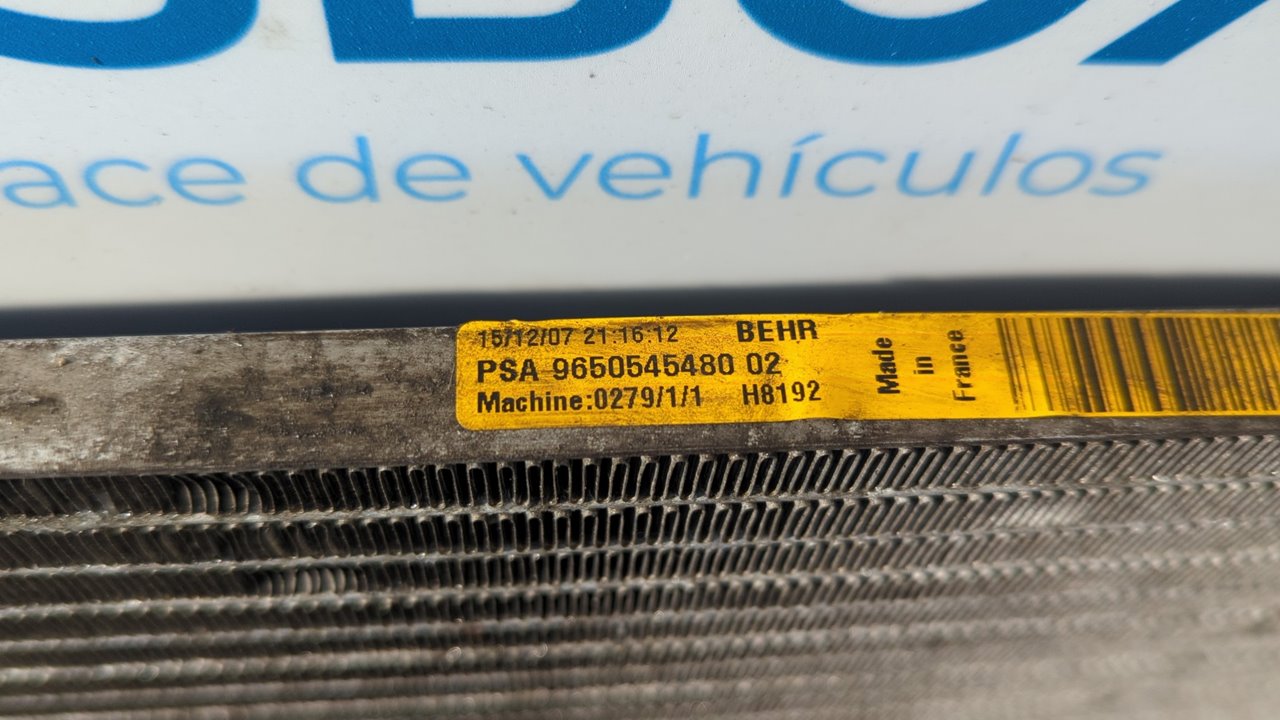 ace de vehículos
15/12/07 21:16:12 BEHR
PSA 9650545480 02
Machine:0279/1/1 H8192
Made
in
France